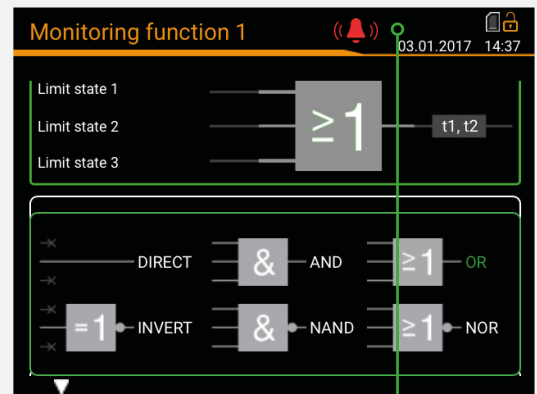 Monitoring function 1
03.01.2017 14:37
Limit state 1
Limit state 2
Limit state 3
≥1
t1, t2
DIRECT
& AND
≥1 OR
=1 INVERT
& NAND
≥1 NOR